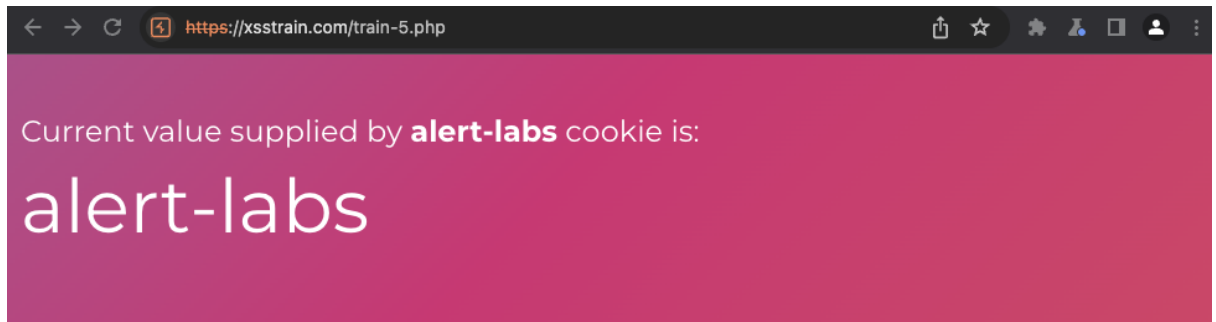 https://xsstrain.com/train-5.php
Current value supplied by alert-labs cookie is:
alert-labs